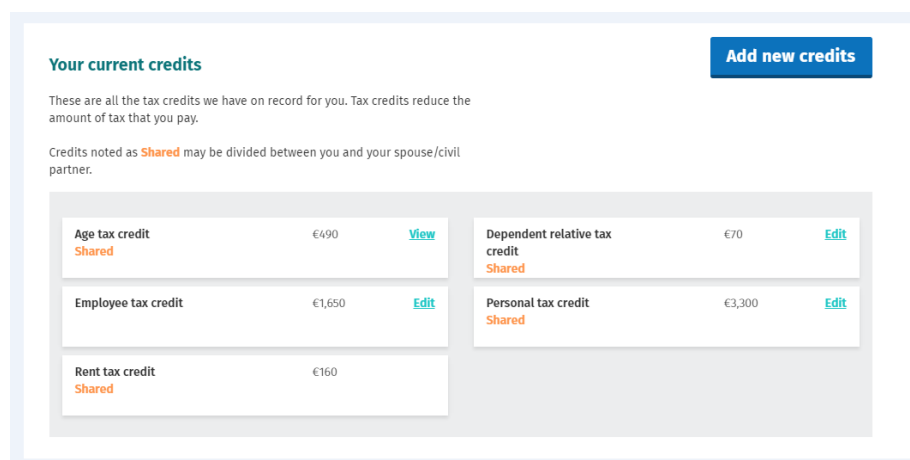 Your current credits
Add new credits
These are all the tax credits we have on record for you. Tax credits reduce the
amount of tax that you pay.
Credits noted as Shared may be divided between you and your spouse/civil
partner.
Age tax credit €490 View
Shared
Dependent relative tax €70 Edit
credit
Shared
Employee tax credit €1,650 Edit
Personal tax credit €3,300 Edit
Shared
Rent tax credit €160
Shared